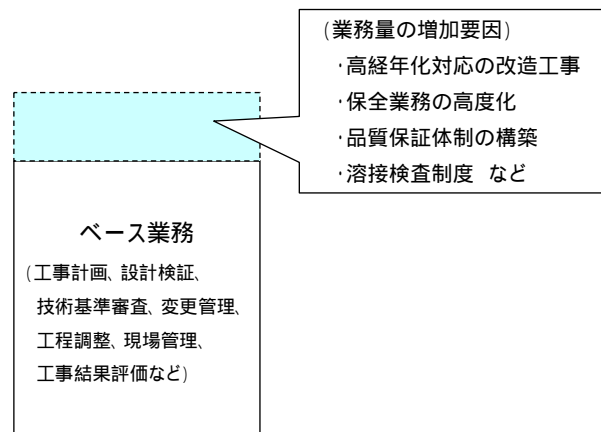 (業務量の増加要因)
・高経年化対応の改造工事
・保全業務の高度化
・品質保証体制の構築
・溶接検査制度 など
ベース業務
(工事計画、設計検証、
技術基準審査、変更管理、
工程調整、現場管理、
工事結果評価など)